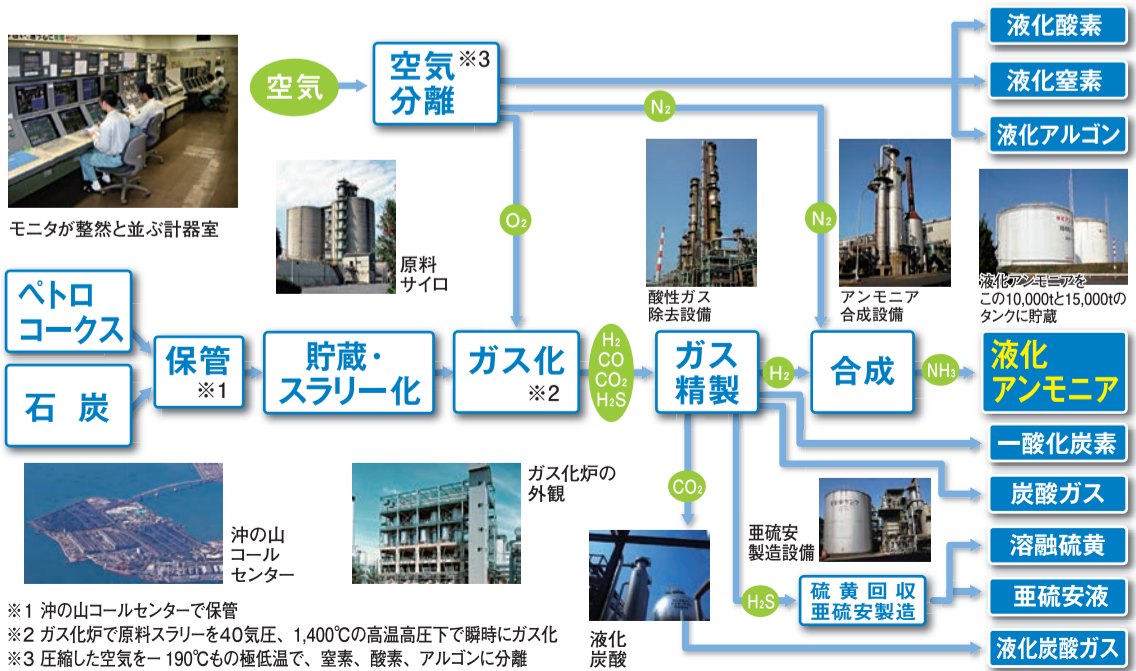 空気
空気※3
分離
液化酸素
液化窒素
液化アルゴン
N2
O2
N2
モニタが整然と並ぶ計器室
原料
サイロ
酸性ガス
除去設備
アンモニア
合成設備
液化アンモニアを
この10,000tと15,000tの
タンクに貯蔵
ペトロ
コークス
石炭
保管
※1
貯蔵・
スラリー化
ガス化
※2
H2
CO
CO2
H2S
ガス
精製
H2
合成
NH3
液化
アンモニア
一酸化炭素
炭酸ガス
溶融硫黄
亜硫安液
液化炭酸ガス
沖の山
コール
センター
ガス化炉の
外観
CO2
液化
炭酸
亜硫安
製造設備
H2S
硫黄回収
亜硫安製造
※1 沖の山コールセンターで保管
※2 ガス化炉で原料スラリーを40気圧、1,400℃の高温高圧下で瞬時にガス化
※3 圧縮した空気を－190℃もの極低温で、窒素、酸素、アルゴンに分離